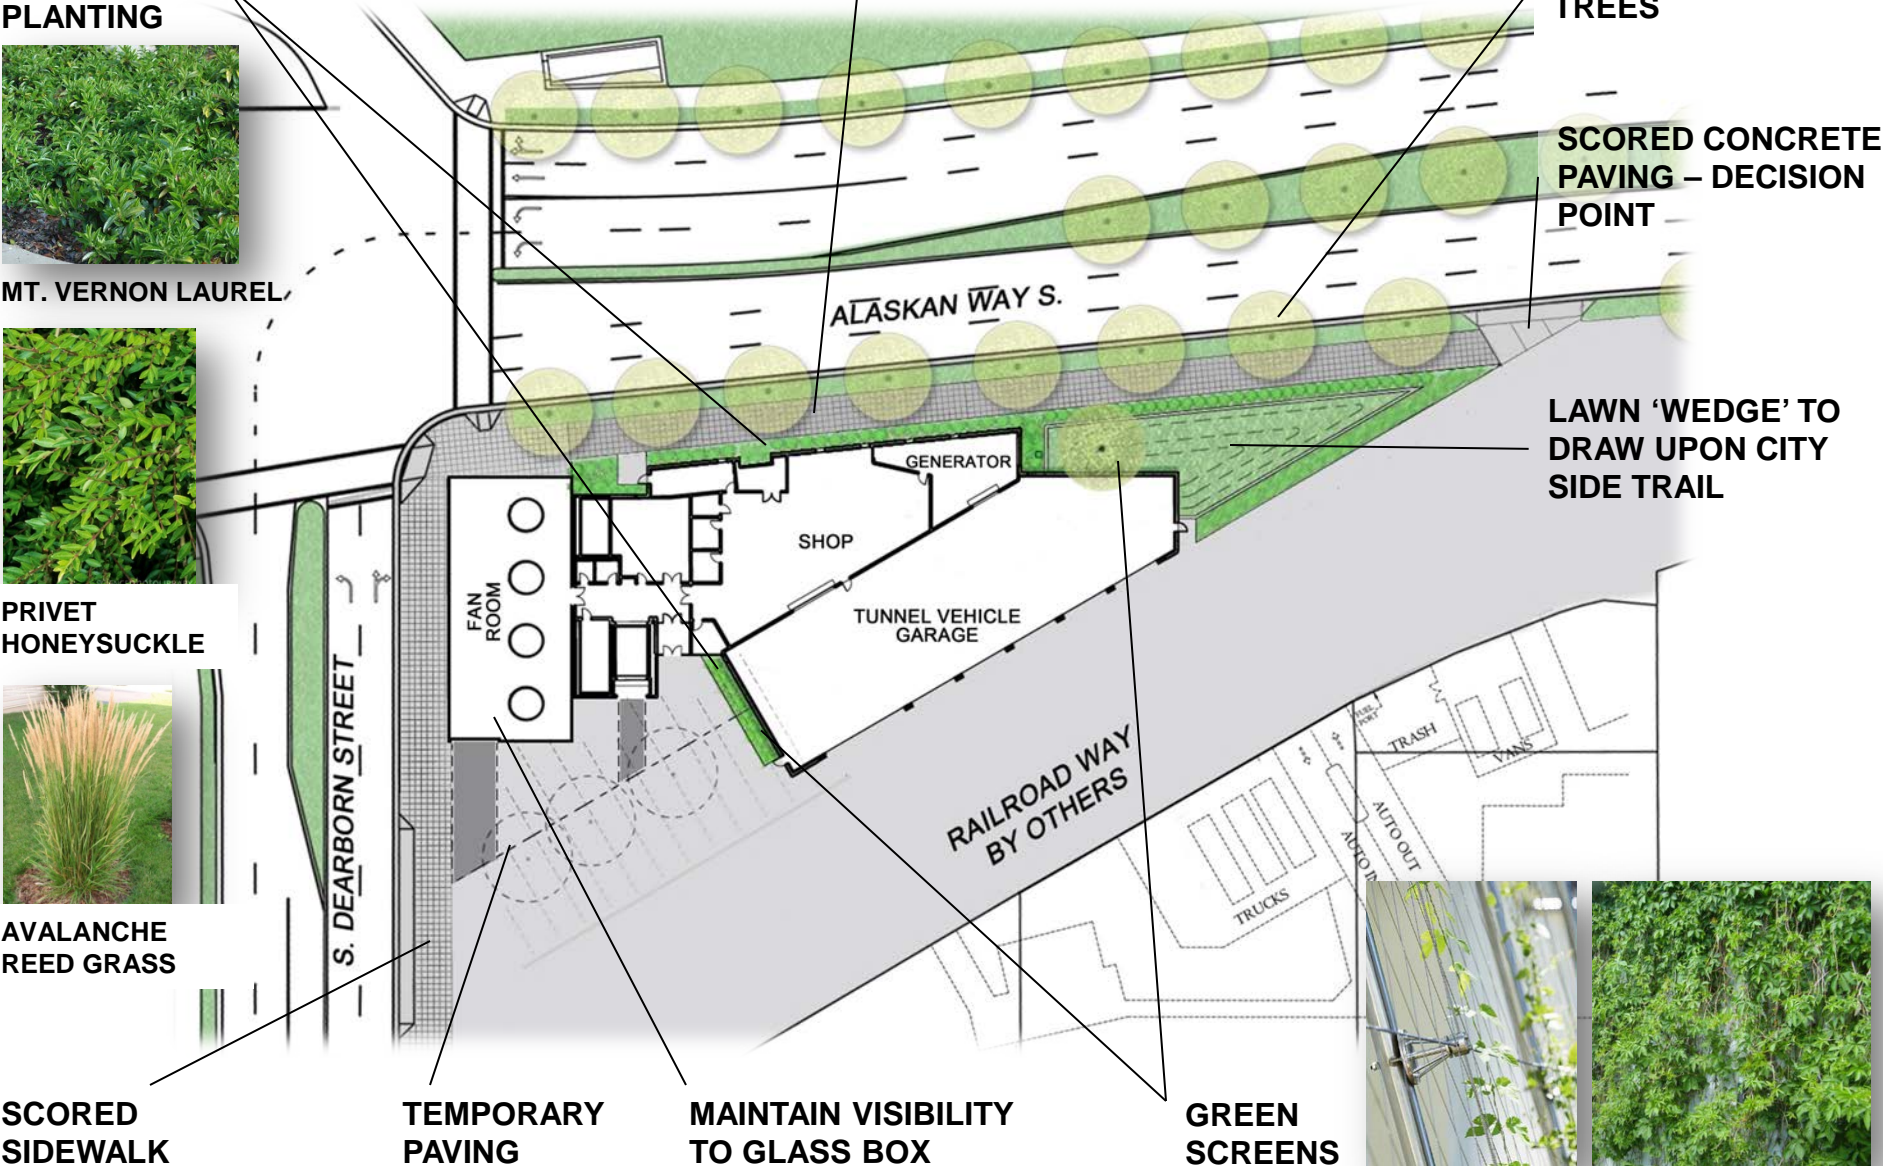 PLANTING
TREES
SCORED CONCRETE
PAVING – DECISION
POINT
MT. VERNON LAUREL
ALASKAN WAY S.
LAWN ‘WEDGE’ TO
DRAW UPON CITY
SIDE TRAIL
GENERATOR
SHOP
FAN
ROOM
TUNNEL VEHICLE
GARAGE
PRIVET
HONEYSUCKLE
S. DEARBORN STREET
FUEL
PORT
TRASH
VANS
RAILROAD WAY
BY OTHERS
AUTO OUT
AUTO IN
TRUCKS
AVALANCHE
REED GRASS
SCORED
SIDEWALK
TEMPORARY
PAVING
MAINTAIN VISIBILITY
TO GLASS BOX
GREEN
SCREENS